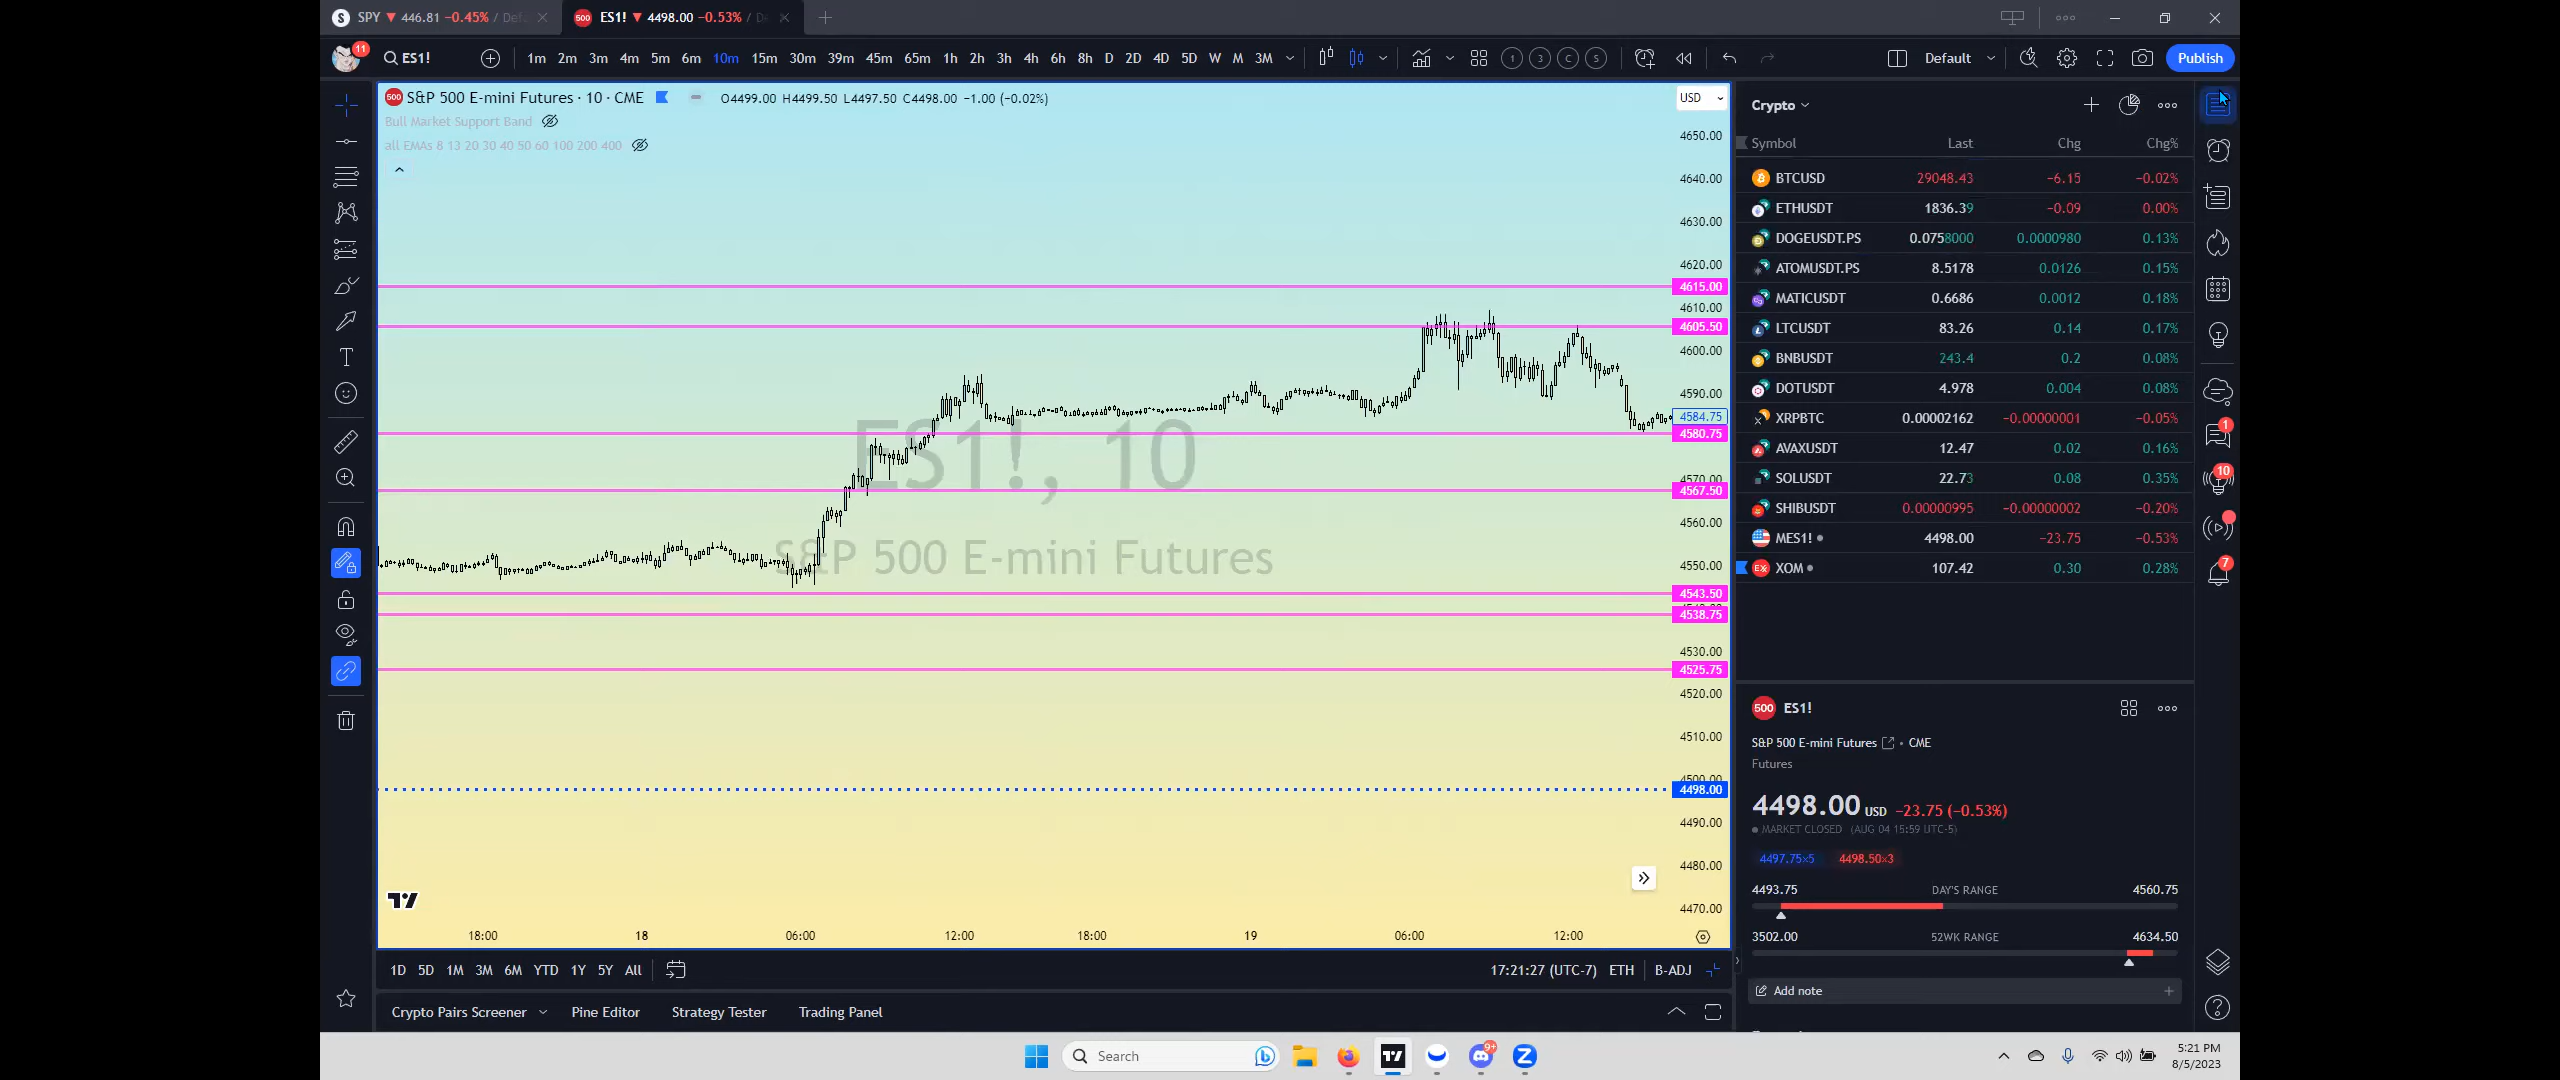 SPY ▼ 446.81 −0.45% / Def
500 ES1! ▼ 4498.00 −0.53% / D
11 ES1! 1m 2m 3m 4m 5m 6m 10m 15m 30m 39m 45m 65m 1h 2h 3h 4h 6h 8h D 2D 4D 5D W M 3M 1 3 C S Default Publish
500 S&P 500 E-mini Futures · 10 · CME O4499.00 H4499.50 L4497.50 C4498.00 −1.00 (−0.02%)
Bull Market Support Band
all EMAs 8 13 20 30 40 50 60 100 200 400
USD
4650.00
4640.00
4630.00
4620.00
4615.00
4610.00
4605.50
4600.00
4590.00
4584.75
4580.75
4570.00
4567.50
4560.00
4550.00
4543.50
4538.75
4530.00
4525.75
4520.00
4510.00
4500.00
4498.00
4490.00
4480.00
4470.00
ES1!, 10
S&P 500 E-mini Futures
18:00 18 06:00 12:00 18:00 19 06:00 12:00
1D 5D 1M 3M 6M YTD 1Y 5Y All 17:21:27 (UTC-7) ETH B-ADJ
Crypto Pairs Screener Pine Editor Strategy Tester Trading Panel
Crypto
Symbol Last Chg Chg%
BTCUSD 29048.43 −6.15 −0.02%
ETHUSDT 1836.39 −0.09 0.00%
DOGEUSDT.PS 0.0758000 0.0000980 0.13%
ATOMUSDT.PS 8.5178 0.0126 0.15%
MATICUSDT 0.6686 0.0012 0.18%
LTCUSDT 83.26 0.14 0.17%
BNBUSDT 243.4 0.2 0.08%
DOTUSDT 4.978 0.004 0.08%
XRPBTC 0.00002162 −0.00000001 −0.05%
AVAXUSDT 12.47 0.02 0.16%
SOLUSDT 22.73 0.08 0.35%
SHIBUSDT 0.00000995 −0.00000002 −0.20%
MES1! 4498.00 −23.75 −0.53%
XOM 107.42 0.30 0.28%
1
10
7
500 ES1!
S&P 500 E-mini Futures • CME
Futures
4498.00 USD −23.75 (−0.53%)
MARKET CLOSED (AUG 04 15:59 UTC-5)
4497.75×5 4498.50×3
4493.75 DAY'S RANGE 4560.75
3502.00 52WK RANGE 4634.50
Add note
Search
9+
5:21 PM
8/5/2023